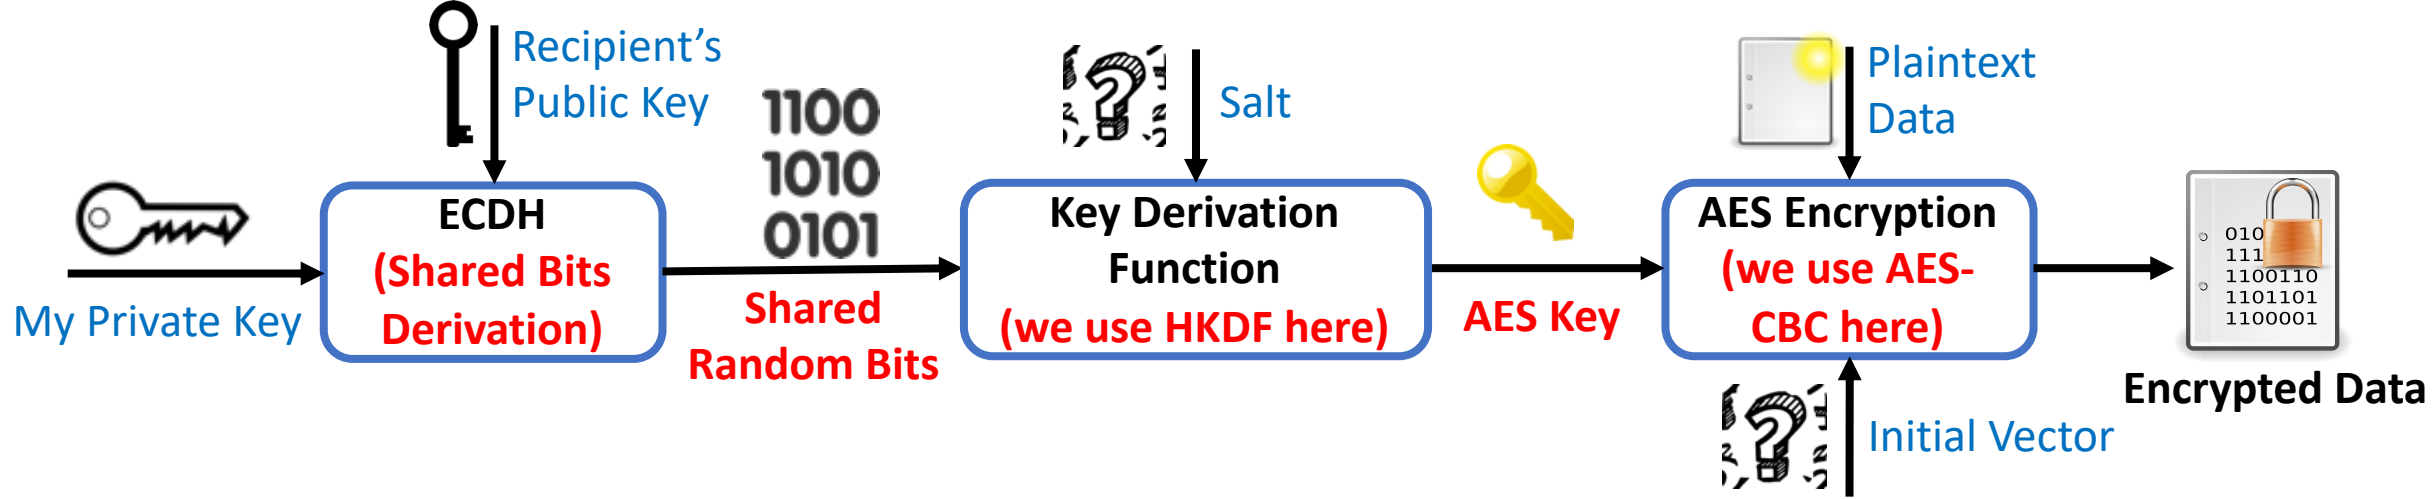 Recipient's
Public Key
My Private Key
ECDH
(Shared Bits
Derivation)
1100
1010
0101
Shared
Random Bits
Salt
Key Derivation
Function
(we use HKDF here)
AES Key
Plaintext
Data
AES Encryption
(we use AES-
CBC here)
Initial Vector
010
111
1100110
1101101
1100001
Encrypted Data